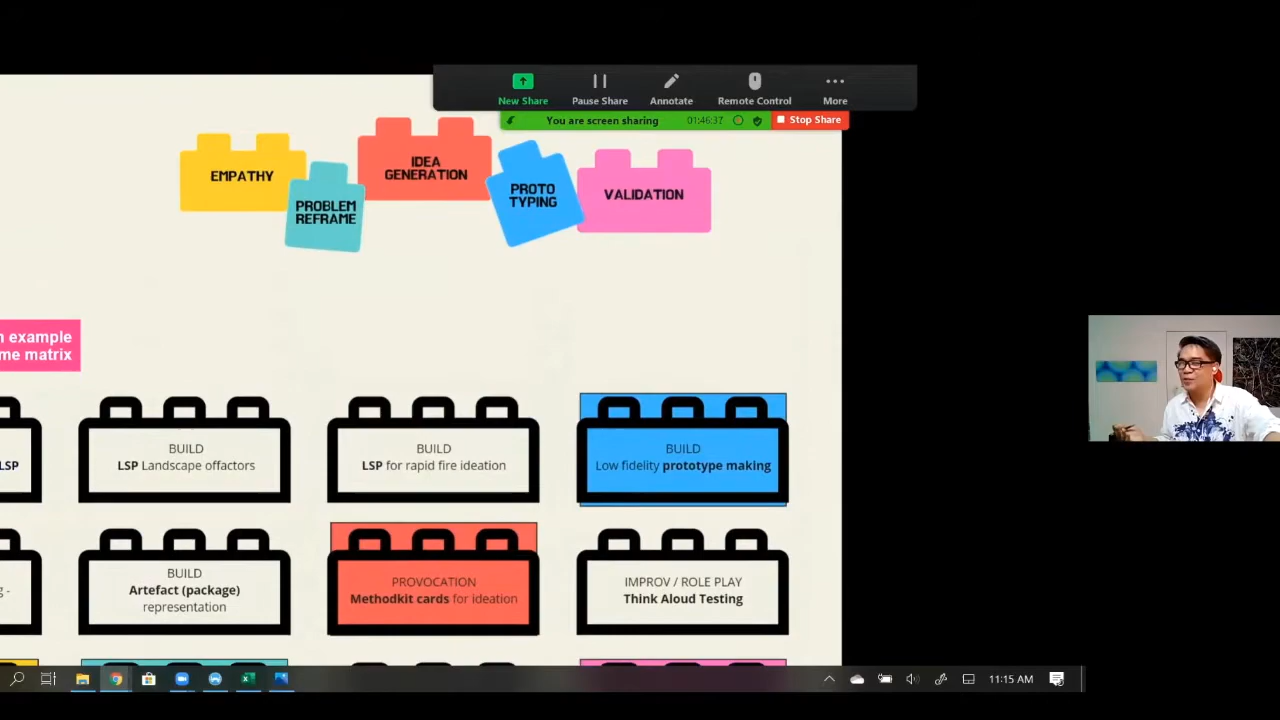 New Share
Pause Share
Annotate
Remote Control
More
You are screen sharing
01:46:37
Stop Share
EMPATHY
PROBLEM
REFRAME
IDEA
GENERATION
PROTO
TYPING
VALIDATION
example
me matrix
LSP
BUILD
LSP Landscape offactors
BUILD
LSP for rapid fire ideation
BUILD
Low fidelity prototype making
BUILD
Artefact (package)
representation
PROVOCATION
Methodkit cards for ideation
IMPROV / ROLE PLAY
Think Aloud Testing
11:15 AM